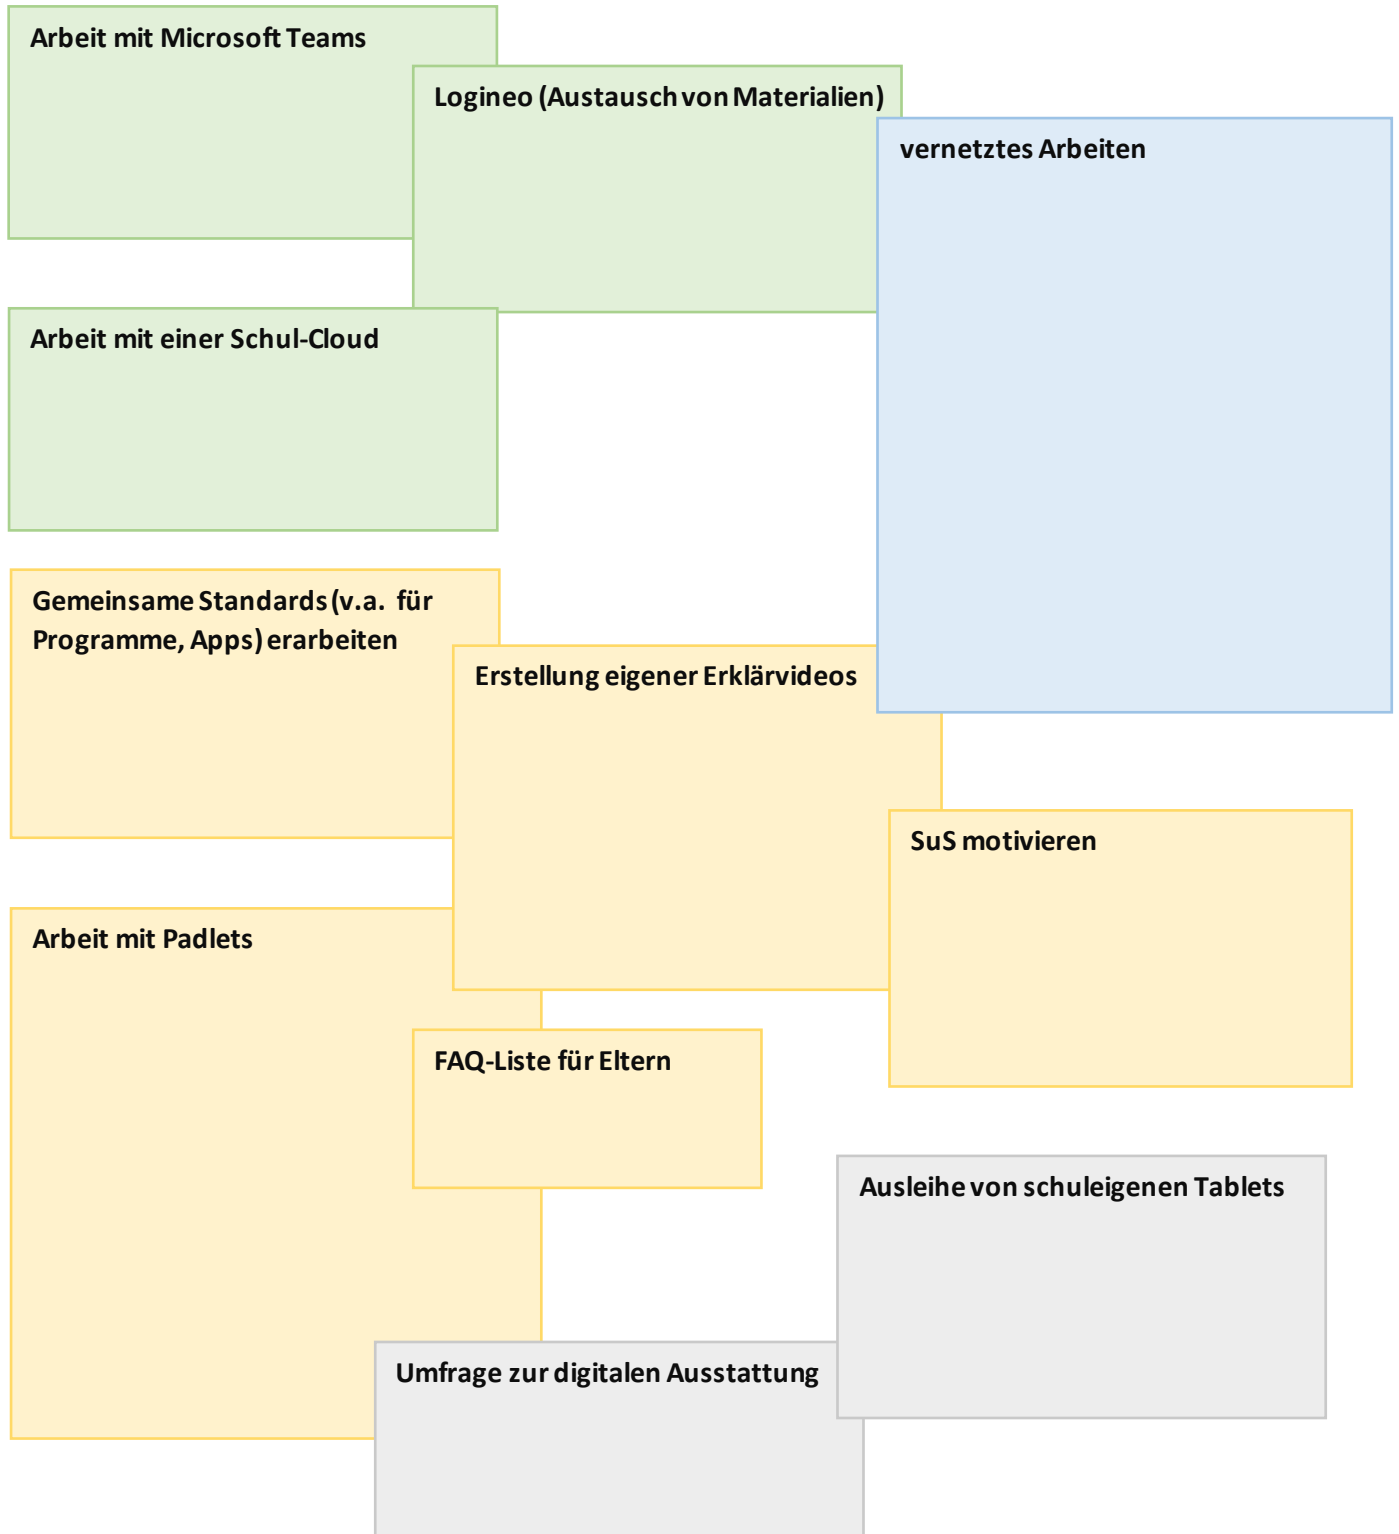 Arbeit mit Microsoft Teams
Logineo (Austausch von Materialien)
vernetztes Arbeiten
Arbeit mit einer Schul-Cloud
Gemeinsame Standards (v.a. für
Programme, Apps) erarbeiten
Erstellung eigener Erklärvideos
SuS motivieren
Arbeit mit Padlets
FAQ-Liste für Eltern
Ausleihe von schuleigenen Tablets
Umfrage zur digitalen Ausstattung